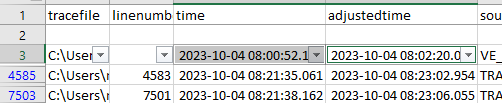 1 tracefile linenumb time adjustedtime sou
2
3 C:\User 2023-10-04 08:00:52.1 2023-10-04 08:02:20.0 VE_
4585 C:\Users\r 4583 2023-10-04 08:21:35.061 2023-10-04 08:23:02.954 TRA
7503 C:\Users\r 7501 2023-10-04 08:21:38.162 2023-10-04 08:23:06.055 TRA